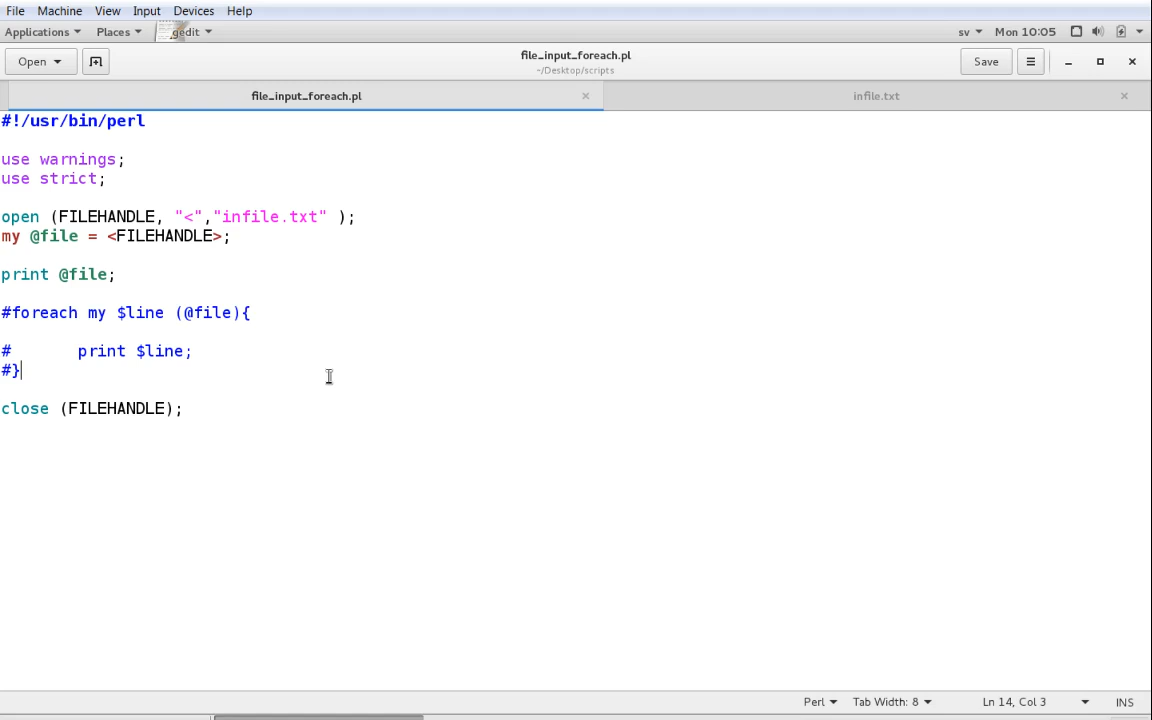 File Machine View Input Devices Help
Applications Places gedit sv Mon 10:05
Open file_input_foreach.pl Save
~/Desktop/scripts
file_input_foreach.pl infile.txt
#!/usr/bin/perl
use warnings;
use strict;
open (FILEHANDLE, "<","infile.txt" );
my @file = <FILEHANDLE>;
print @file;
#foreach my $line (@file){
#       print $line;
#}
close (FILEHANDLE);
Perl Tab Width: 8 Ln 14, Col 3 INS